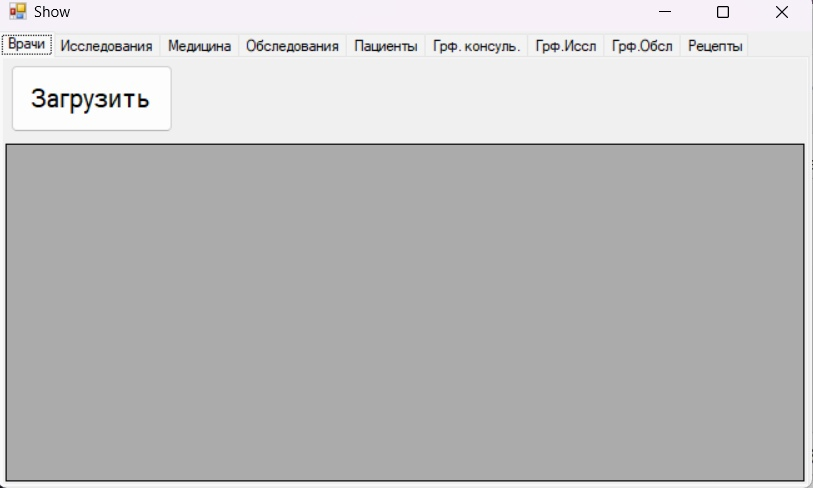 Show
Врачи Исследования Медицина Обследования Пациенты Грф. консуль. Грф.Иссл Грф.Обсл Рецепты
Загрузить